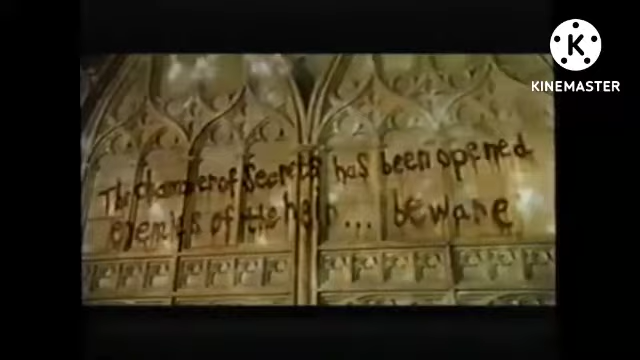 The chamber of Secrets has been opened
enemies of the heir... beware
KINEMASTER